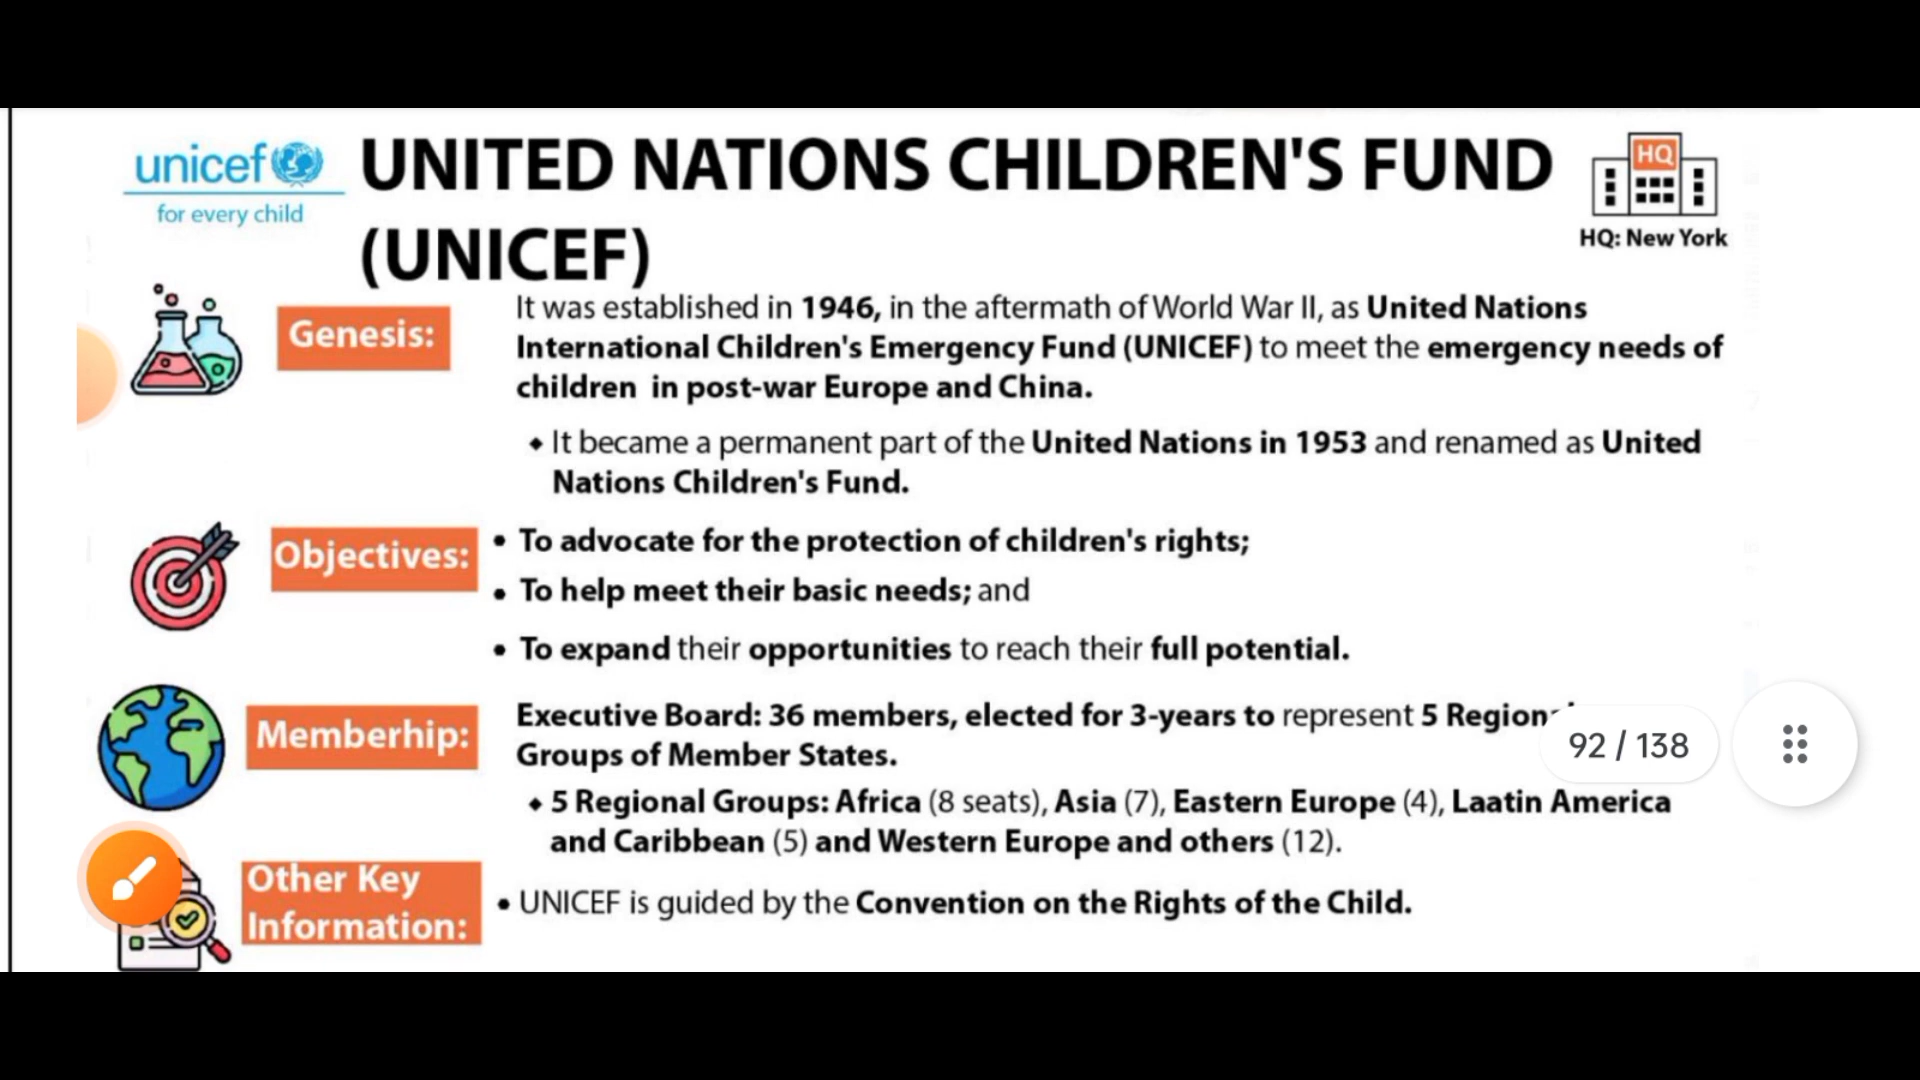 unicef
for every child
UNITED NATIONS CHILDREN'S FUND
(UNICEF)
HQ
HQ: New York
Genesis:
It was established in 1946, in the aftermath of World War II, as United Nations
International Children's Emergency Fund (UNICEF) to meet the emergency needs of
children in post-war Europe and China.
◆ It became a permanent part of the United Nations in 1953 and renamed as United
Nations Children's Fund.
Objectives:
• To advocate for the protection of children's rights;
• To help meet their basic needs; and
• To expand their opportunities to reach their full potential.
Memberhip:
Executive Board: 36 members, elected for 3-years to represent 5
Groups of Member States.
92 / 138
◆ 5 Regional Groups: Africa (8 seats), Asia (7), Eastern Europe (4), Laatin America
and Caribbean (5) and Western Europe and others (12).
Other Key
Information:
• UNICEF is guided by the Convention on the Rights of the Child.